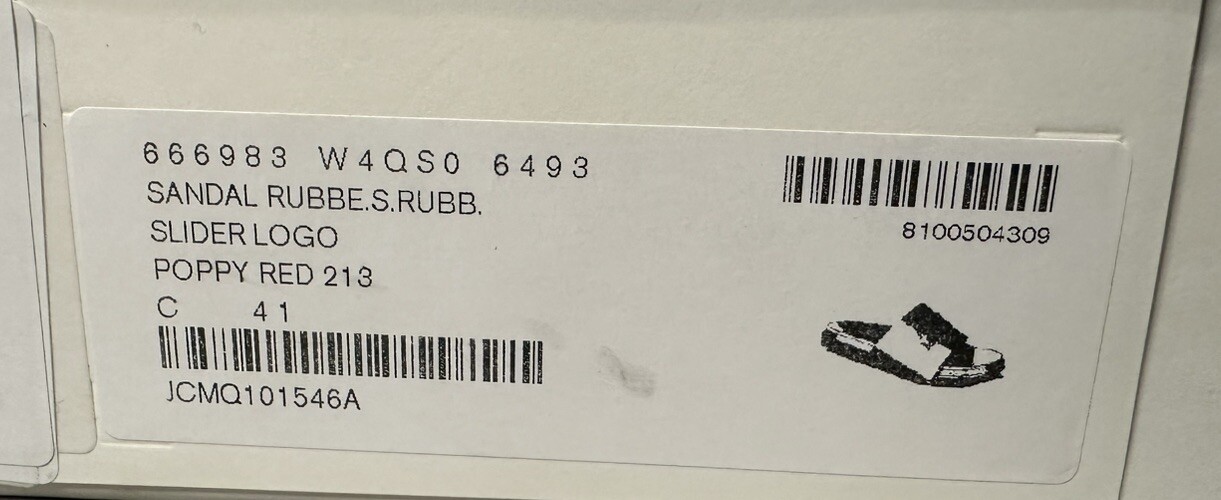 666983 W4QS0 6493
SANDAL RUBBE.S.RUBB.
SLIDER LOGO
POPPY RED 213
C 41
JCMQ101546A
8100504309